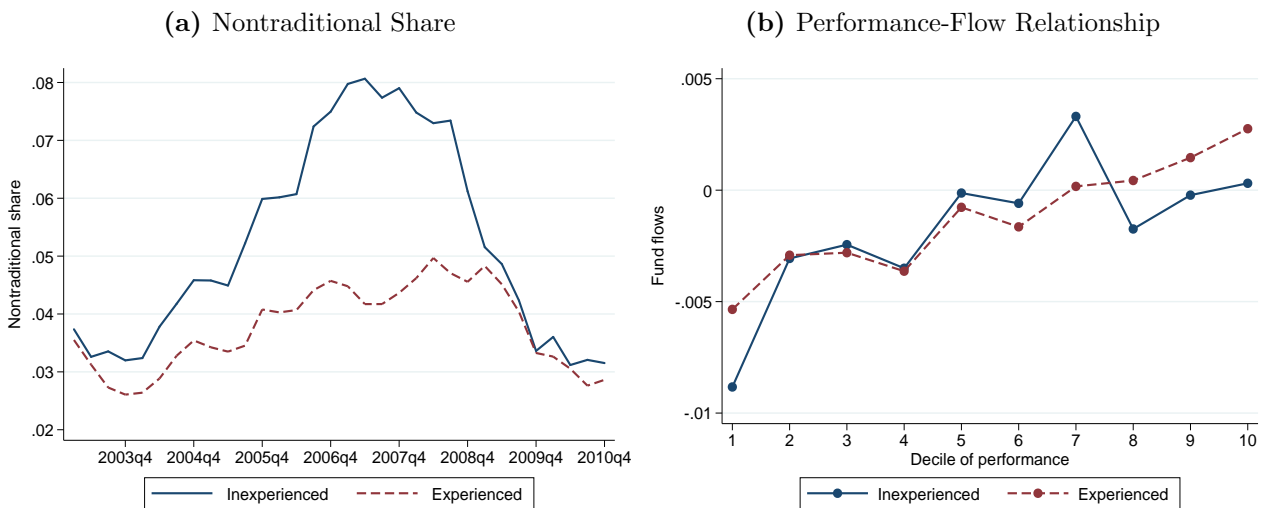 (a) Nontraditional Share
Nontraditional share
.08
.07
.06
.05
.04
.03
.02
2003q4 2004q4 2005q4 2006q4 2007q4 2008q4 2009q4 2010q4
Inexperienced Experienced
(b) Performance-Flow Relationship
Fund flows
.005
0
-.005
-.01
1 2 3 4 5 6 7 8 9 10
Decile of performance
Inexperienced Experienced